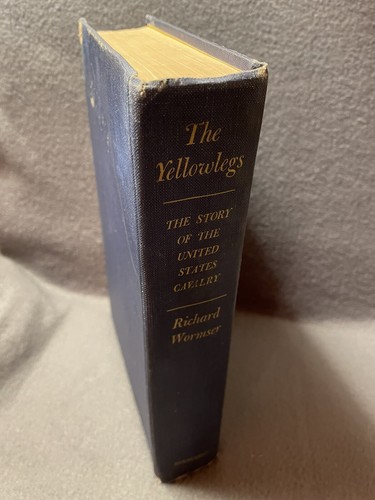 The
Yellowlegs
THE STORY
OF THE
UNITED
STATES
CAVALRY
Richard
Wormser